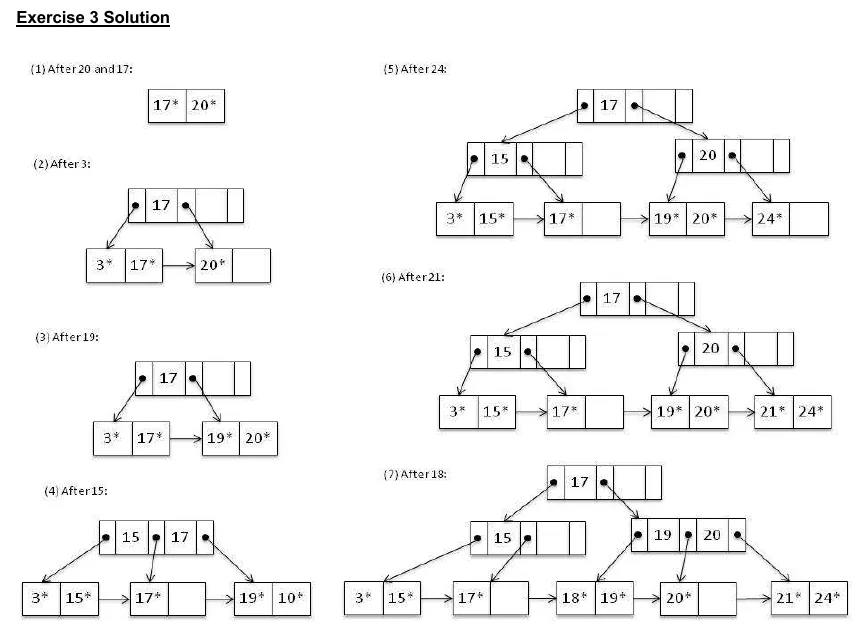 Exercise 3 Solution
(1) After 20 and 17:
17* 20*
(2) After 3:
17
3* 17* 20*
(3) After 19:
17
3* 17* 19* 20*
(4) After 15:
15 17
3* 15* 17* 19* 10*
(5) After 24:
17
15 20
3* 15* 17* 19* 20* 24*
(6) After 21:
17
15 20
3* 15* 17* 19* 20* 21* 24*
(7) After 18:
17
15 19 20
3* 15* 17* 18* 19* 20* 21* 24*